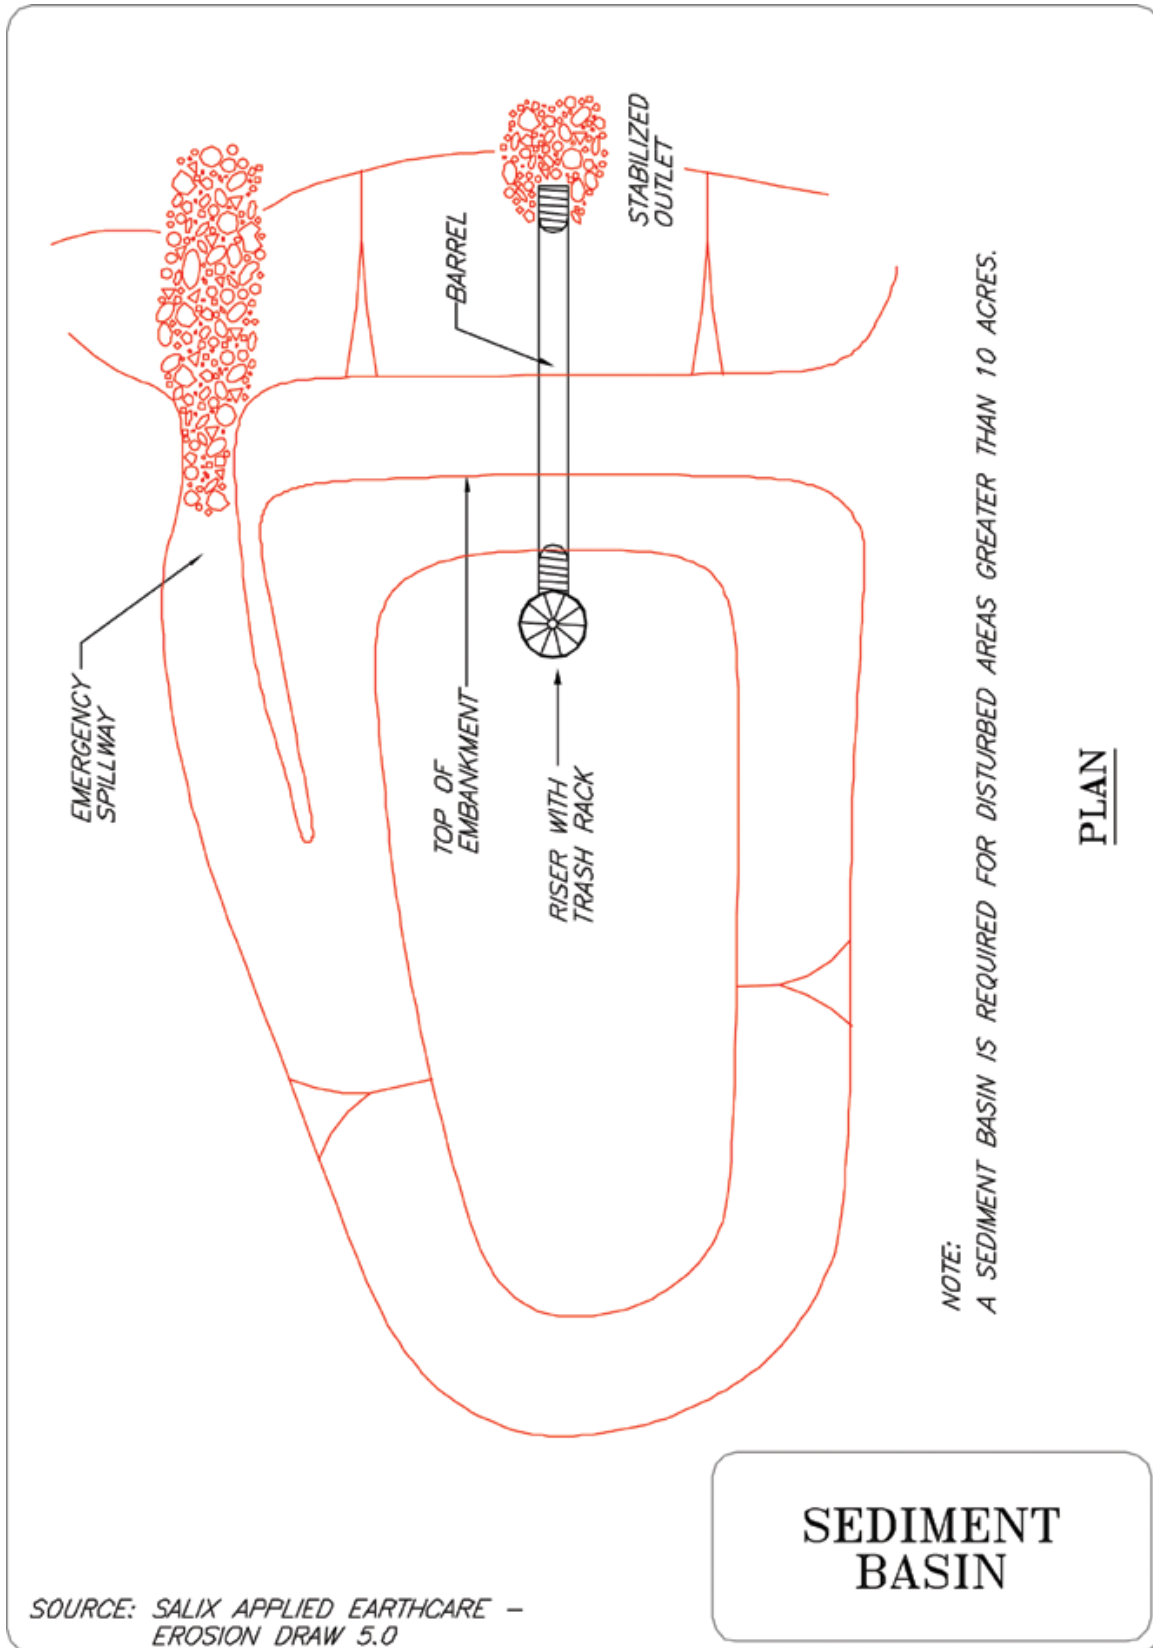 STABILIZED
OUTLET
BARREL
EMERGENCY
SPILLWAY
TOP OF
EMBANKMENT
RISER WITH
TRASH RACK
NOTE:
A SEDIMENT BASIN IS REQUIRED FOR DISTURBED AREAS GREATER THAN 10 ACRES.
PLAN
SEDIMENT
BASIN
SOURCE: SALIX APPLIED EARTHCARE –
EROSION DRAW 5.0